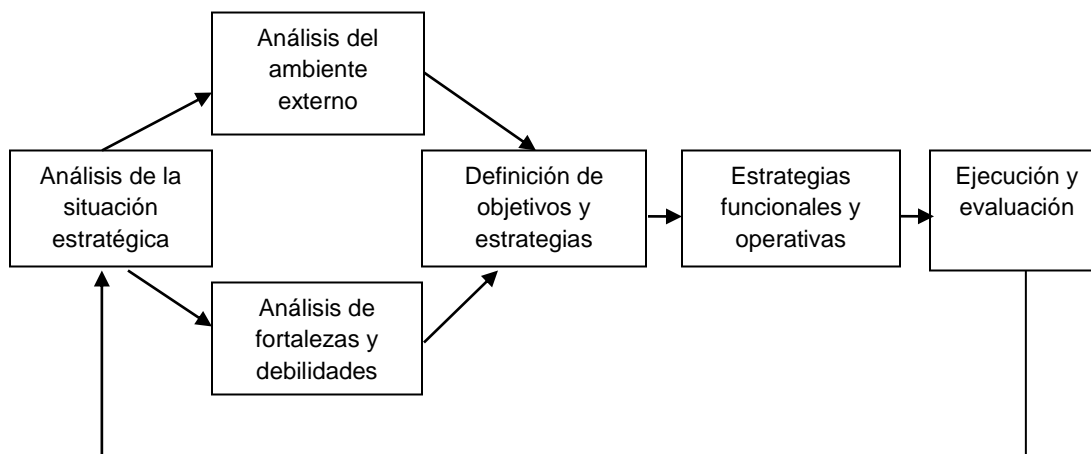 Análisis del
ambiente
externo
Análisis de la
situación
estratégica
Definición de
objetivos y
estrategias
Estrategias
funcionales y
operativas
Ejecución y
evaluación
Análisis de
fortalezas y
debilidades